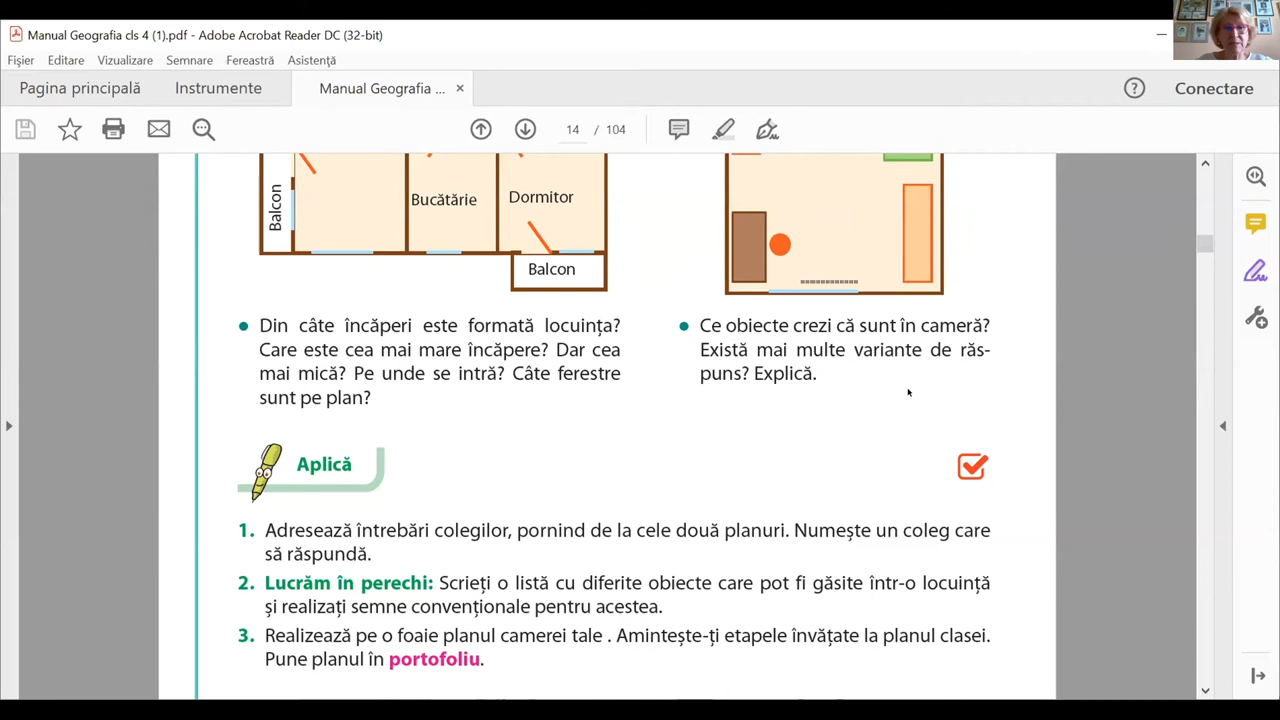 Manual Geografia cls 4 (1).pdf - Adobe Acrobat Reader DC (32-bit)
Fișier Editare Vizualizare Semnare Fereastră Asistență
Pagina principală Instrumente Manual Geografia ... × Conectare
14 / 104
Balcon
Bucătărie
Dormitor
Balcon
Din câte încăperi este formată locuința?
Care este cea mai mare încăpere? Dar cea
mai mică? Pe unde se intră? Câte ferestre
sunt pe plan?
Ce obiecte crezi că sunt în cameră?
Există mai multe variante de răs-
puns? Explică.
Aplică
1. Adresează întrebări colegilor, pornind de la cele două planuri. Numește un coleg care
să răspundă.
2. Lucrăm în perechi: Scrieți o listă cu diferite obiecte care pot fi găsite într-o locuință
și realizați semne convenționale pentru acestea.
3. Realizează pe o foaie planul camerei tale . Amintește-ți etapele învățate la planul clasei.
Pune planul în portofoliu.